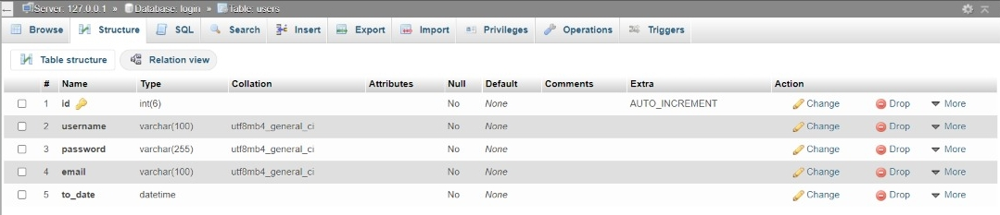 Server: 127.0.0.1 » Database: login » Table: users
Browse Structure SQL Search Insert Export Import Privileges Operations Triggers
Table structure Relation view
# Name Type Collation Attributes Null Default Comments Extra Action
1 id int(6) No None AUTO_INCREMENT Change Drop More
2 username varchar(100) utf8mb4_general_ci No None Change Drop More
3 password varchar(255) utf8mb4_general_ci No None Change Drop More
4 email varchar(100) utf8mb4_general_ci No None Change Drop More
5 to_date datetime No None Change Drop More